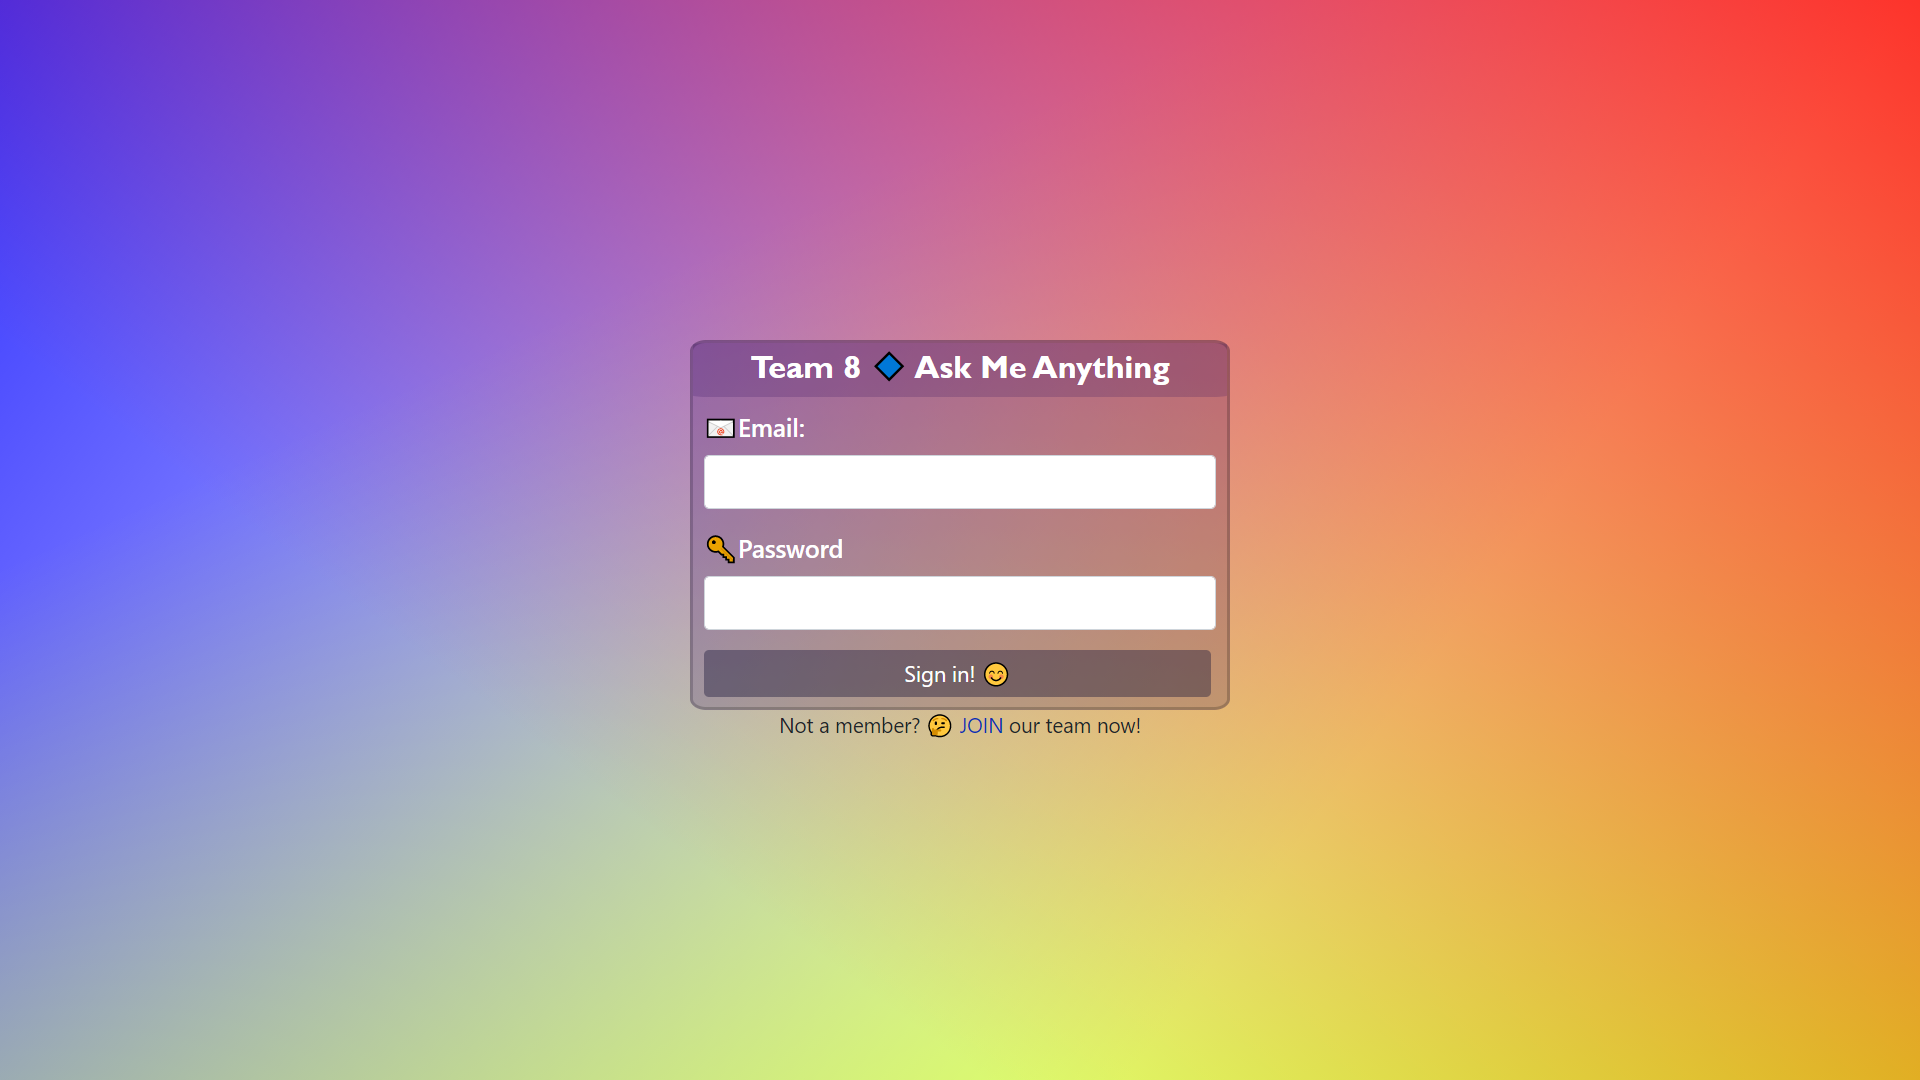 Team 8 🔷 Ask Me Anything
📧Email:
🔑Password
Sign in! 😊
Not a member? 🤔 JOIN our team now!